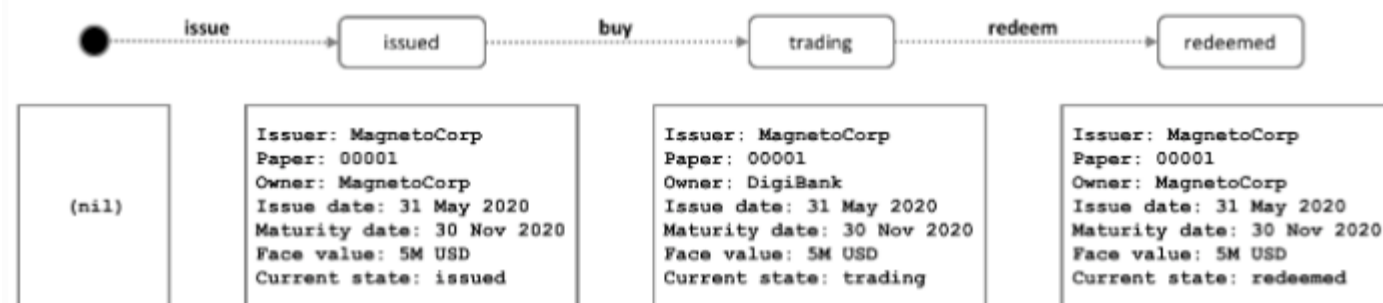 issue
issued
buy
trading
redeem
redeemed
(nil)
Issuer: MagnetoCorp
Paper: 00001
Owner: MagnetoCorp
Issue date: 31 May 2020
Maturity date: 30 Nov 2020
Face value: 5M USD
Current state: issued
Issuer: MagnetoCorp
Paper: 00001
Owner: DigiBank
Issue date: 31 May 2020
Maturity date: 30 Nov 2020
Face value: 5M USD
Current state: trading
Issuer: MagnetoCorp
Paper: 00001
Owner: MagnetoCorp
Issue date: 31 May 2020
Maturity date: 30 Nov 2020
Face value: 5M USD
Current state: redeemed